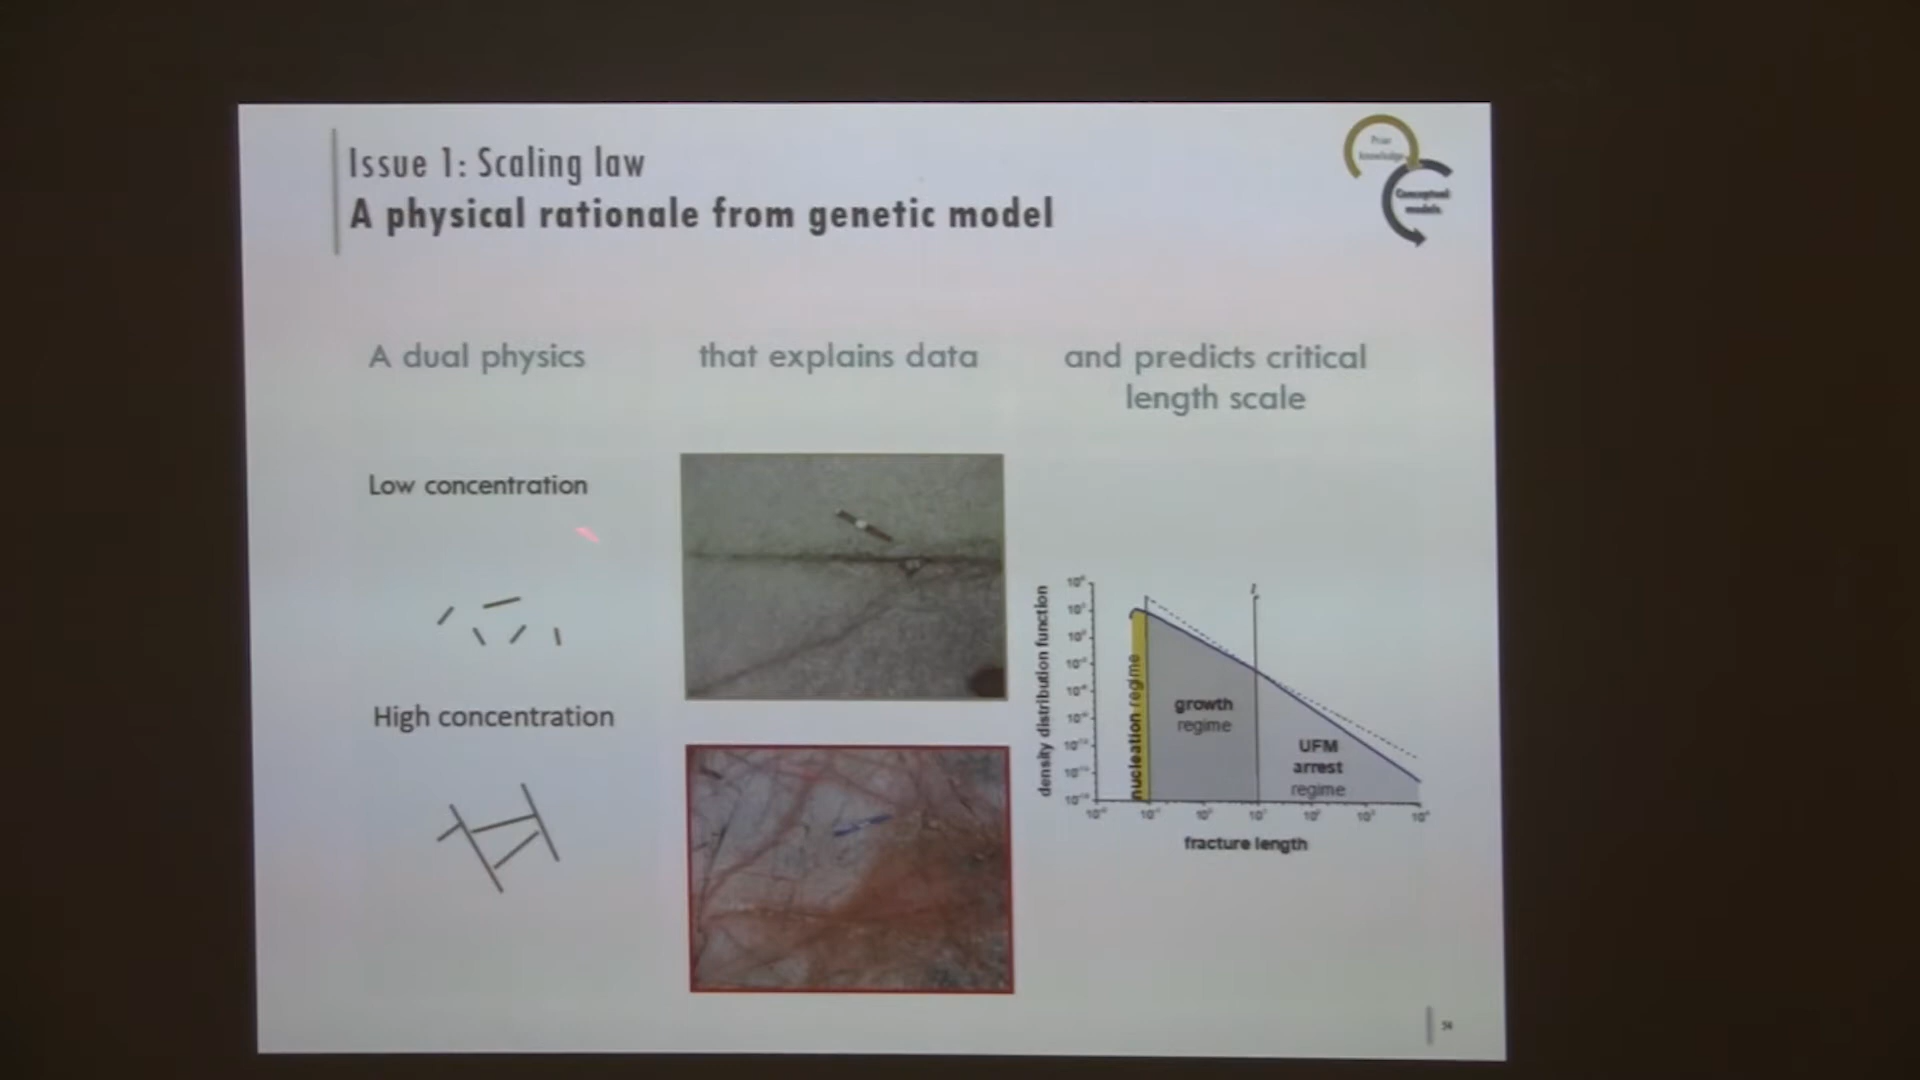 Issue 1: Scaling law
A physical rationale from genetic model
Prior
knowledge
Conceptual
models
A dual physics
that explains data
and predicts critical
length scale
Low concentration
High concentration
density distribution function
nucleation regime
growth
regime
UFM
arrest
regime
fracture length